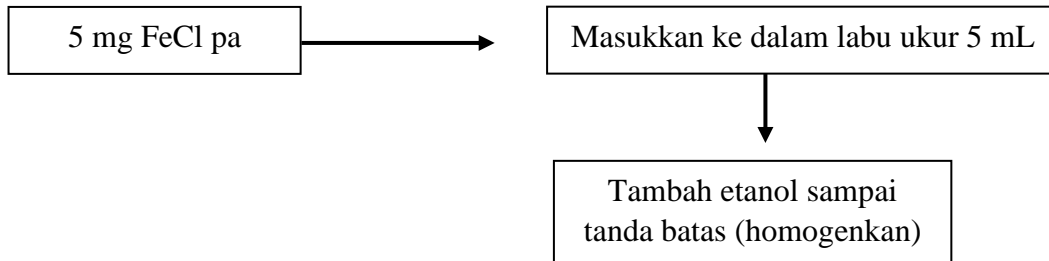 5 mg FeCl pa
Masukkan ke dalam labu ukur 5 mL
Tambah etanol sampai
tanda batas (homogenkan)